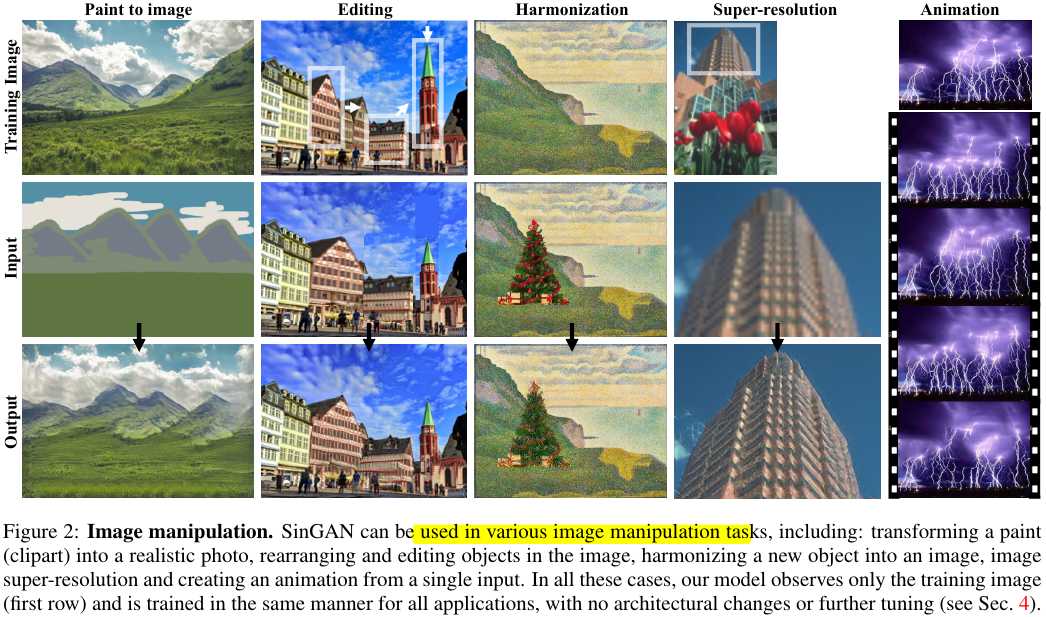 Paint to image
Editing
Harmonization
Super-resolution
Animation
Training Image
Input
Output
Figure 2: Image manipulation. SinGAN can be used in various image manipulation tasks, including: transforming a paint
(clipart) into a realistic photo, rearranging and editing objects in the image, harmonizing a new object into an image, image
super-resolution and creating an animation from a single input. In all these cases, our model observes only the training image
(first row) and is trained in the same manner for all applications, with no architectural changes or further tuning (see Sec. 4).